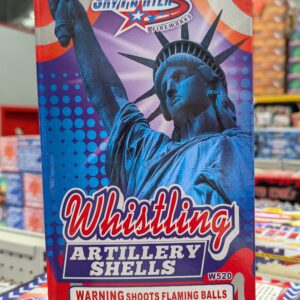 FIREWORKS
Whistling
ARTILLERY
SHELLS
W520
WARNING SHOOTS FLAMING BALLS